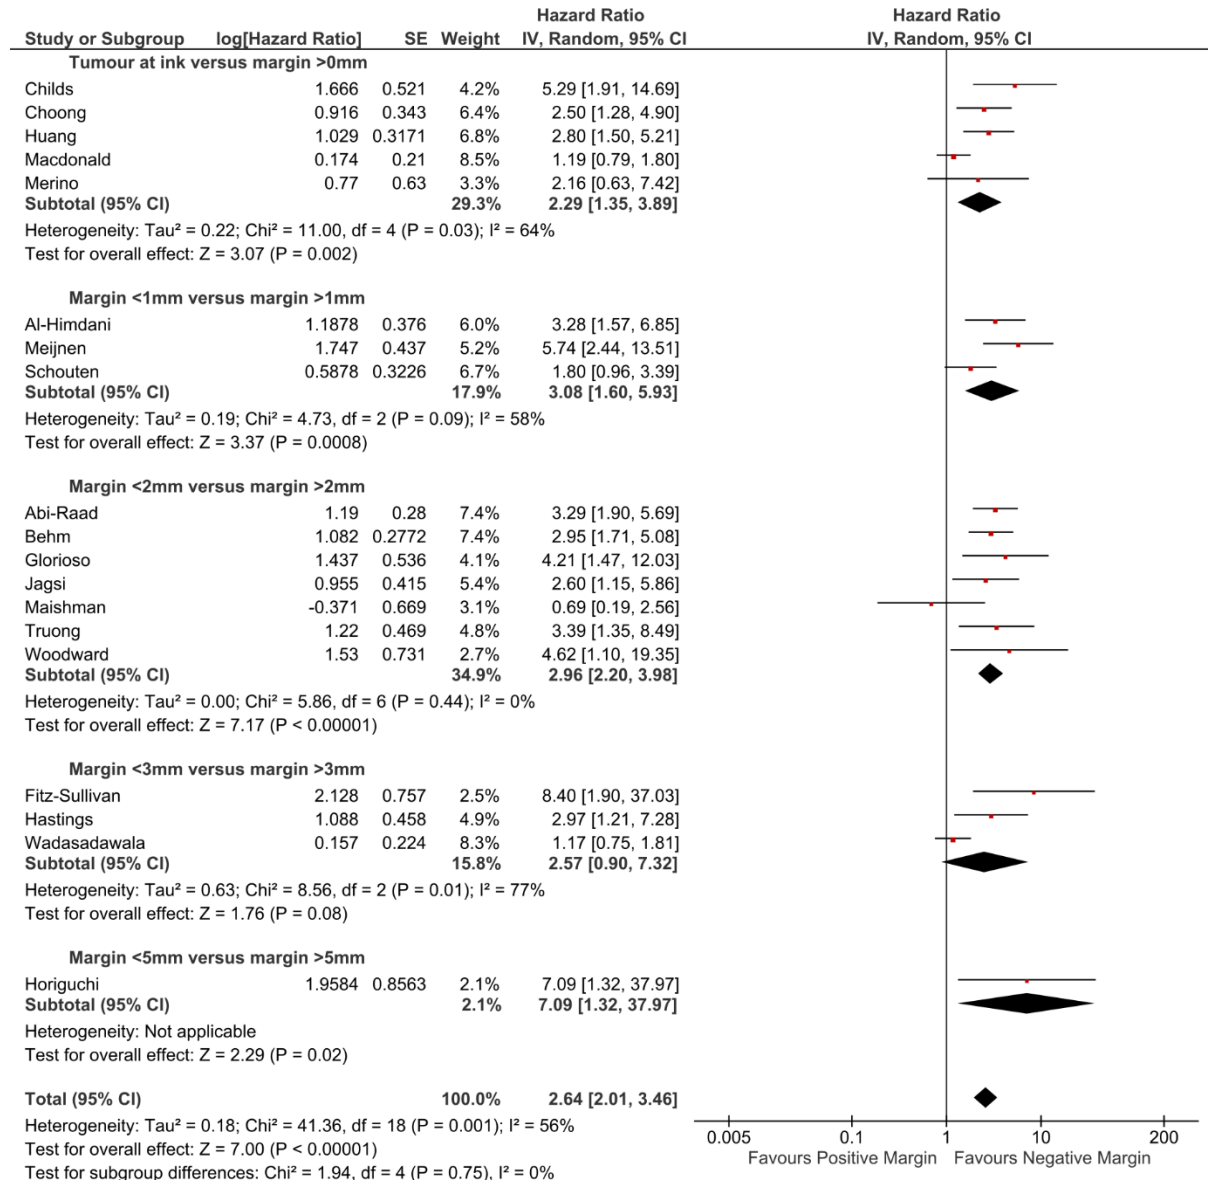 Hazard Ratio Hazard Ratio
Study or Subgroup log[Hazard Ratio] SE Weight IV, Random, 95% CI IV, Random, 95% CI
Tumour at ink versus margin >0mm
Childs 1.666 0.521 4.2% 5.29 [1.91, 14.69]
Choong 0.916 0.343 6.4% 2.50 [1.28, 4.90]
Huang 1.029 0.3171 6.8% 2.80 [1.50, 5.21]
Macdonald 0.174 0.21 8.5% 1.19 [0.79, 1.80]
Merino 0.77 0.63 3.3% 2.16 [0.63, 7.42]
Subtotal (95% CI) 29.3% 2.29 [1.35, 3.89]
Heterogeneity: Tau² = 0.22; Chi² = 11.00, df = 4 (P = 0.03); I² = 64%
Test for overall effect: Z = 3.07 (P = 0.002)
Margin <1mm versus margin >1mm
Al-Himdani 1.1878 0.376 6.0% 3.28 [1.57, 6.85]
Meijnen 1.747 0.437 5.2% 5.74 [2.44, 13.51]
Schouten 0.5878 0.3226 6.7% 1.80 [0.96, 3.39]
Subtotal (95% CI) 17.9% 3.08 [1.60, 5.93]
Heterogeneity: Tau² = 0.19; Chi² = 4.73, df = 2 (P = 0.09); I² = 58%
Test for overall effect: Z = 3.37 (P = 0.0008)
Margin <2mm versus margin >2mm
Abi-Raad 1.19 0.28 7.4% 3.29 [1.90, 5.69]
Behm 1.082 0.2772 7.4% 2.95 [1.71, 5.08]
Glorioso 1.437 0.536 4.1% 4.21 [1.47, 12.03]
Jagsi 0.955 0.415 5.4% 2.60 [1.15, 5.86]
Maishman -0.371 0.669 3.1% 0.69 [0.19, 2.56]
Truong 1.22 0.469 4.8% 3.39 [1.35, 8.49]
Woodward 1.53 0.731 2.7% 4.62 [1.10, 19.35]
Subtotal (95% CI) 34.9% 2.96 [2.20, 3.98]
Heterogeneity: Tau² = 0.00; Chi² = 5.86, df = 6 (P = 0.44); I² = 0%
Test for overall effect: Z = 7.17 (P < 0.00001)
Margin <3mm versus margin >3mm
Fitz-Sullivan 2.128 0.757 2.5% 8.40 [1.90, 37.03]
Hastings 1.088 0.458 4.9% 2.97 [1.21, 7.28]
Wadasadawala 0.157 0.224 8.3% 1.17 [0.75, 1.81]
Subtotal (95% CI) 15.8% 2.57 [0.90, 7.32]
Heterogeneity: Tau² = 0.63; Chi² = 8.56, df = 2 (P = 0.01); I² = 77%
Test for overall effect: Z = 1.76 (P = 0.08)
Margin <5mm versus margin >5mm
Horiguchi 1.9584 0.8563 2.1% 7.09 [1.32, 37.97]
Subtotal (95% CI) 2.1% 7.09 [1.32, 37.97]
Heterogeneity: Not applicable
Test for overall effect: Z = 2.29 (P = 0.02)
Total (95% CI) 100.0% 2.64 [2.01, 3.46]
Heterogeneity: Tau² = 0.18; Chi² = 41.36, df = 18 (P = 0.001); I² = 56%
0.005 0.1 1 10 200
Test for overall effect: Z = 7.00 (P < 0.00001)
Favours Positive Margin Favours Negative Margin
Test for subgroup differences: Chi² = 1.94, df = 4 (P = 0.75), I² = 0%